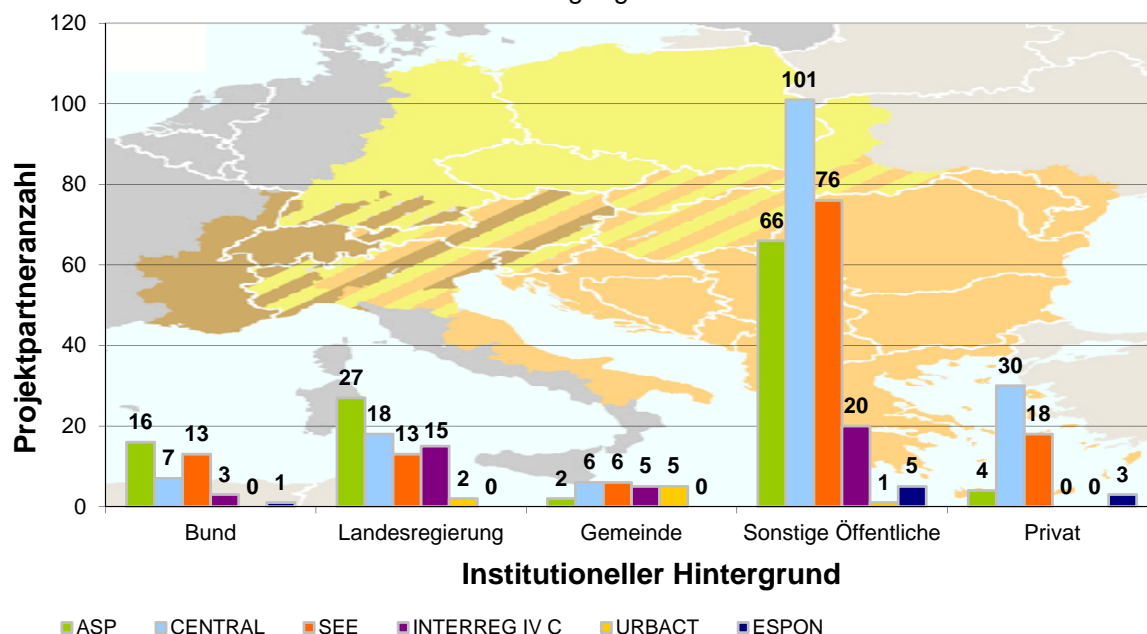 120
100
80
60
40
20
0
Projektpartneranzahl
16 7 13 3 0 1
27 18 13 15 2 0
2 6 6 5 5 0
66 101 76 20 1 5
4 30 18 0 0 3
Bund Landesregierung Gemeinde Sonstige Öffentliche Privat
Institutioneller Hintergrund
ASP CENTRAL SEE INTERREG IV C URBACT ESPON